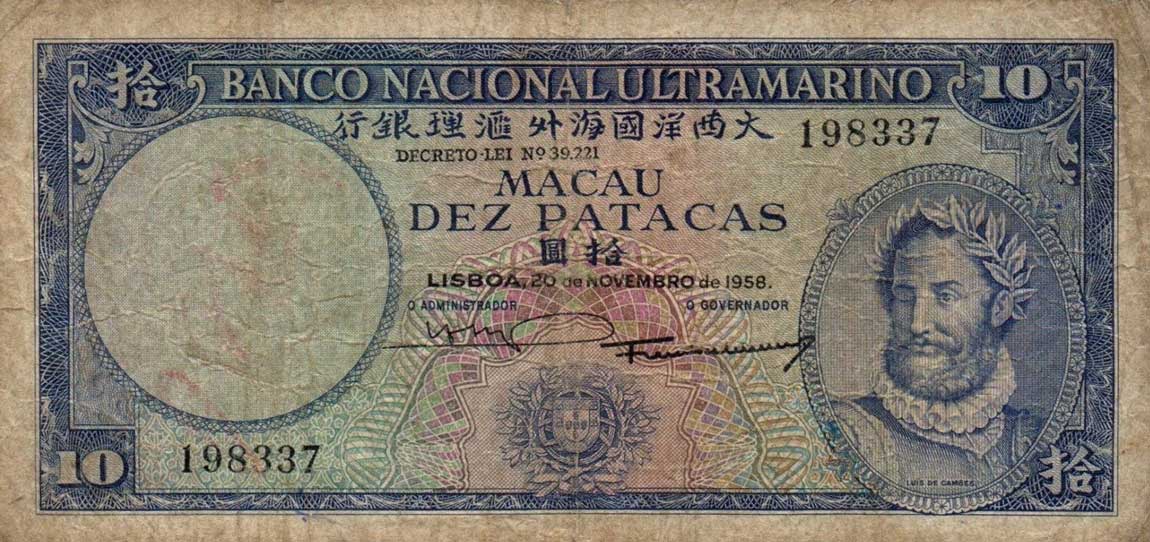 拾 BANCO NACIONAL ULTRAMARINO 10
行銀理滙外海國洋西大 198337
DECRETO-LEI Nº 39.221
MACAU
DEZ PATACAS
圓拾
LISBOA, 20 de NOVEMBRO de 1958.
O ADMINISTRADOR O GOVERNADOR
10 198337 LUIS DE CAMÕES 拾